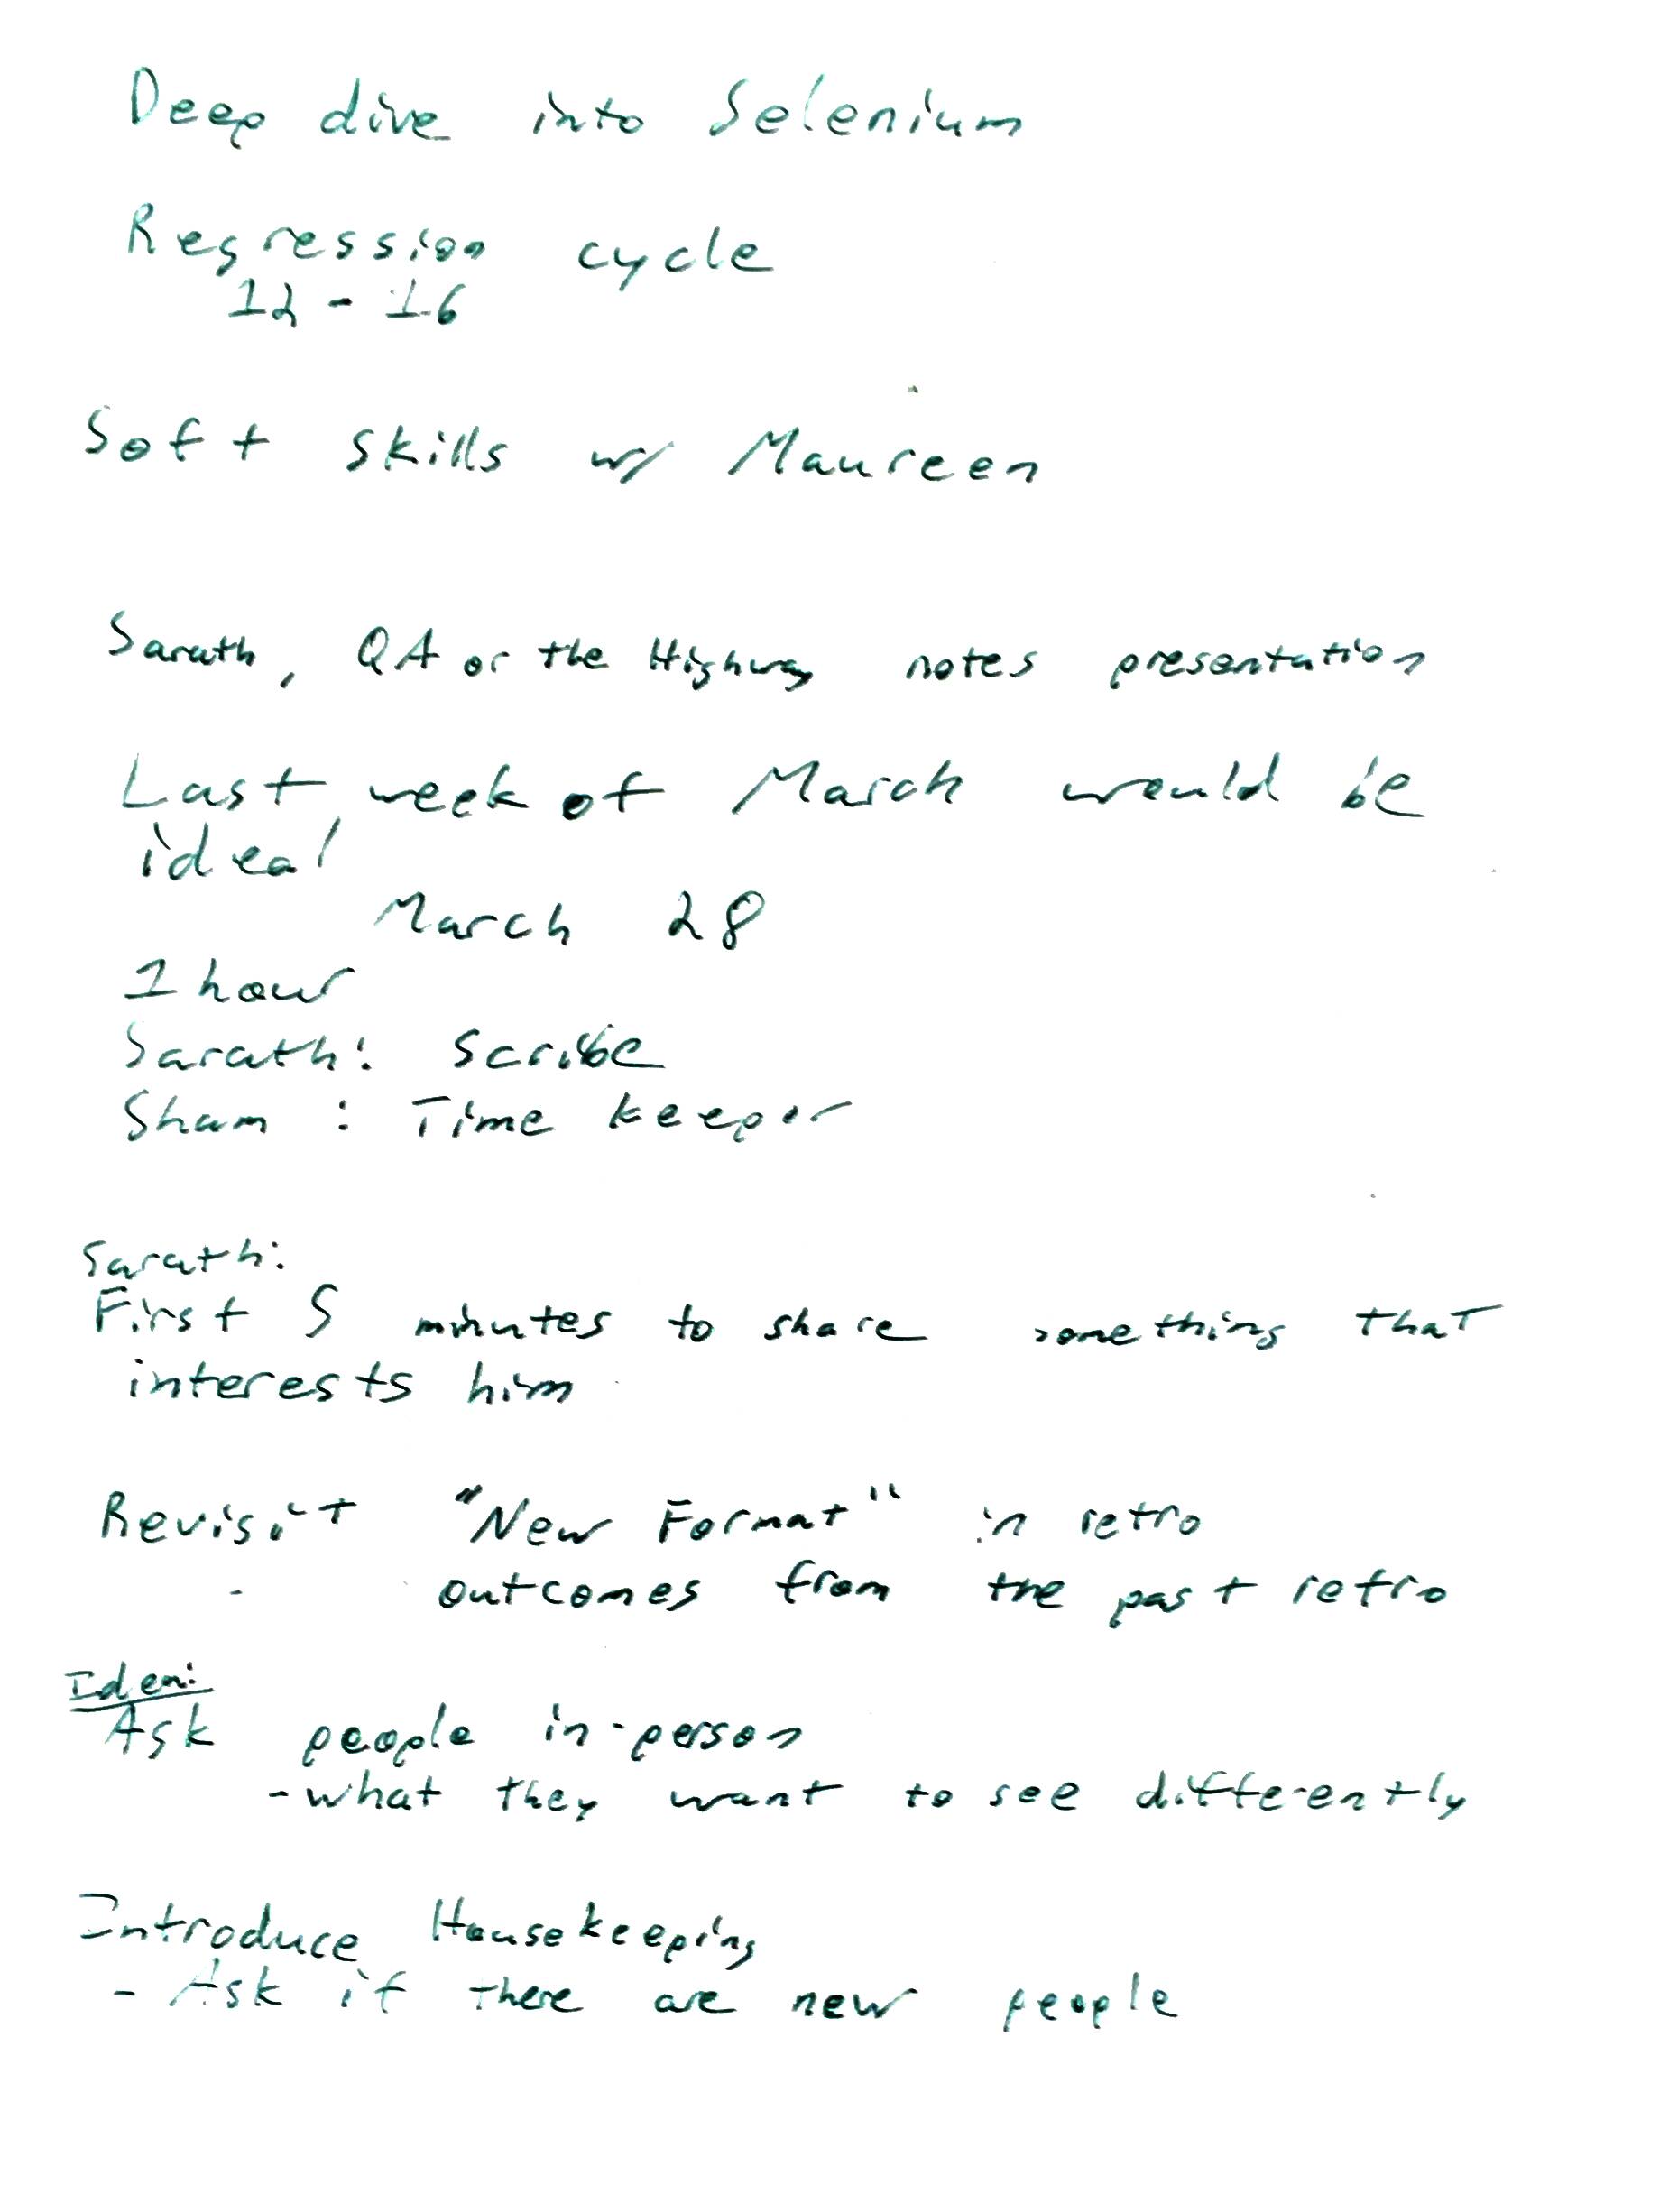 Deep dive into Selenium
Regression cycle
12 - 16
Soft skills w/ Maureen
Sarath, QA or the Highway notes presentation
Last week of March would be
ideal
March 28
1 hour
Sarath: Scribe
Sham : Time keeper
Sarath:
First 5 minutes to share something that
interests him
Revisit "New Format" in retro
- outcomes from the past retro
Idea:
Ask people in-person
- what they want to see differently
Introduce Housekeeping
- Ask if there are new people